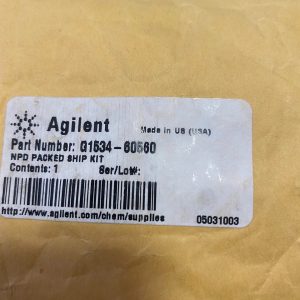 Agilent Made in US (USA)
Part Number: G1534-60560
NPD PACKED SHIP KIT
Contents: 1 Ser/Lot#:
http://www.agilent.com/chem/supplies
05031003